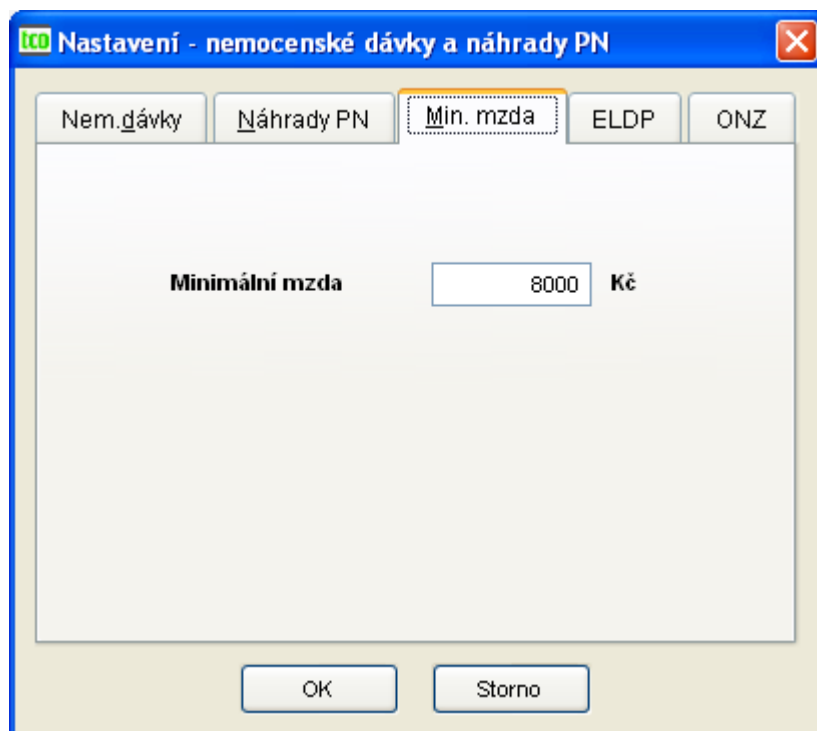 tco Nastavení - nemocenské dávky a náhrady PN
Nem.dávky Náhrady PN Min. mzda ELDP ONZ
Minimální mzda 8000 Kč
OK Storno